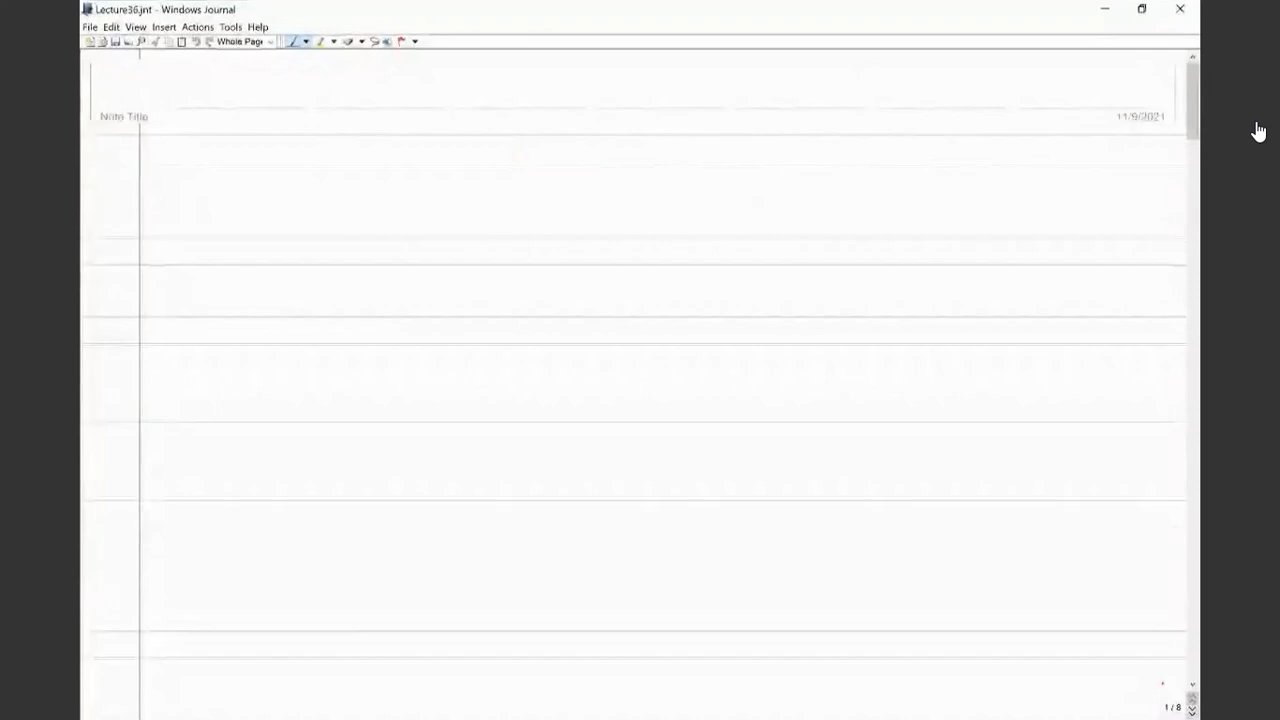 Lecture36.jnt - Windows Journal
File Edit View Insert Actions Tools Help
Whole Page
Note Title
11/9/2021
1 / 8